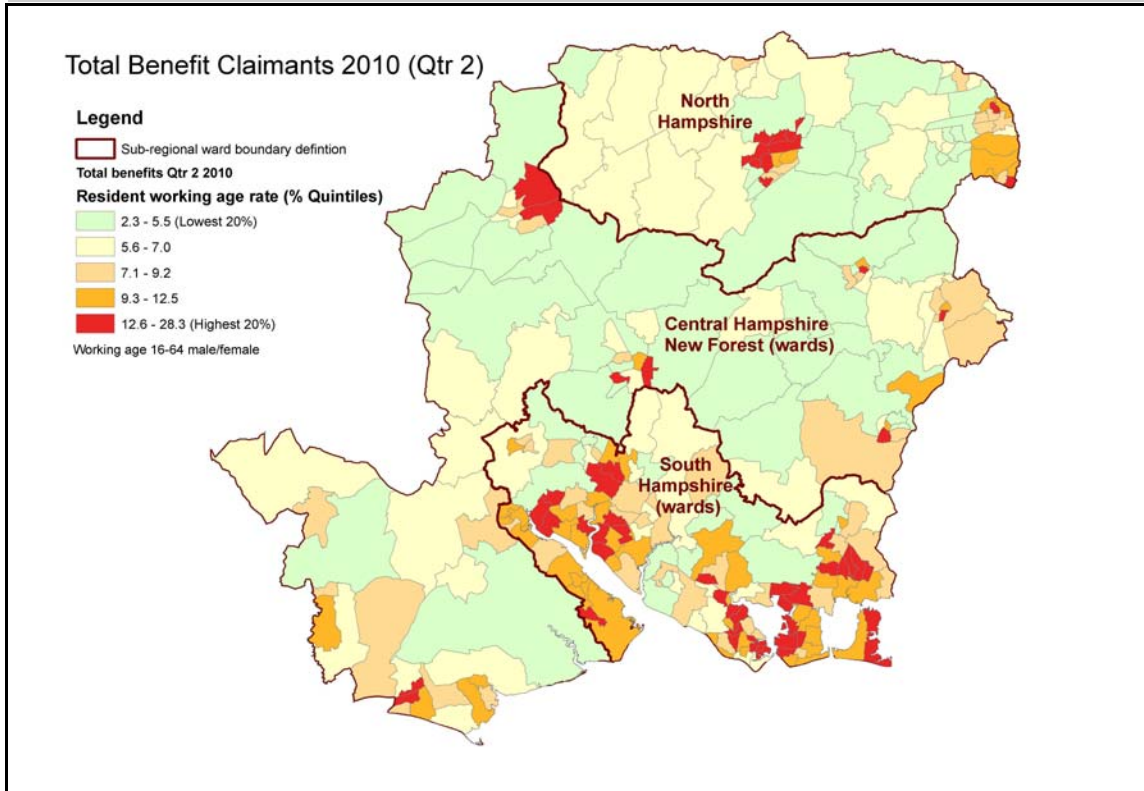 Total Benefit Claimants 2010 (Qtr 2)
Legend
Sub-regional ward boundary defintion
Total benefits Qtr 2 2010
Resident working age rate (% Quintiles)
2.3 - 5.5 (Lowest 20%)
5.6 - 7.0
7.1 - 9.2
9.3 - 12.5
12.6 - 28.3 (Highest 20%)
Working age 16-64 male/female
North
Hampshire
Central Hampshire
New Forest (wards)
South
Hampshire
(wards)